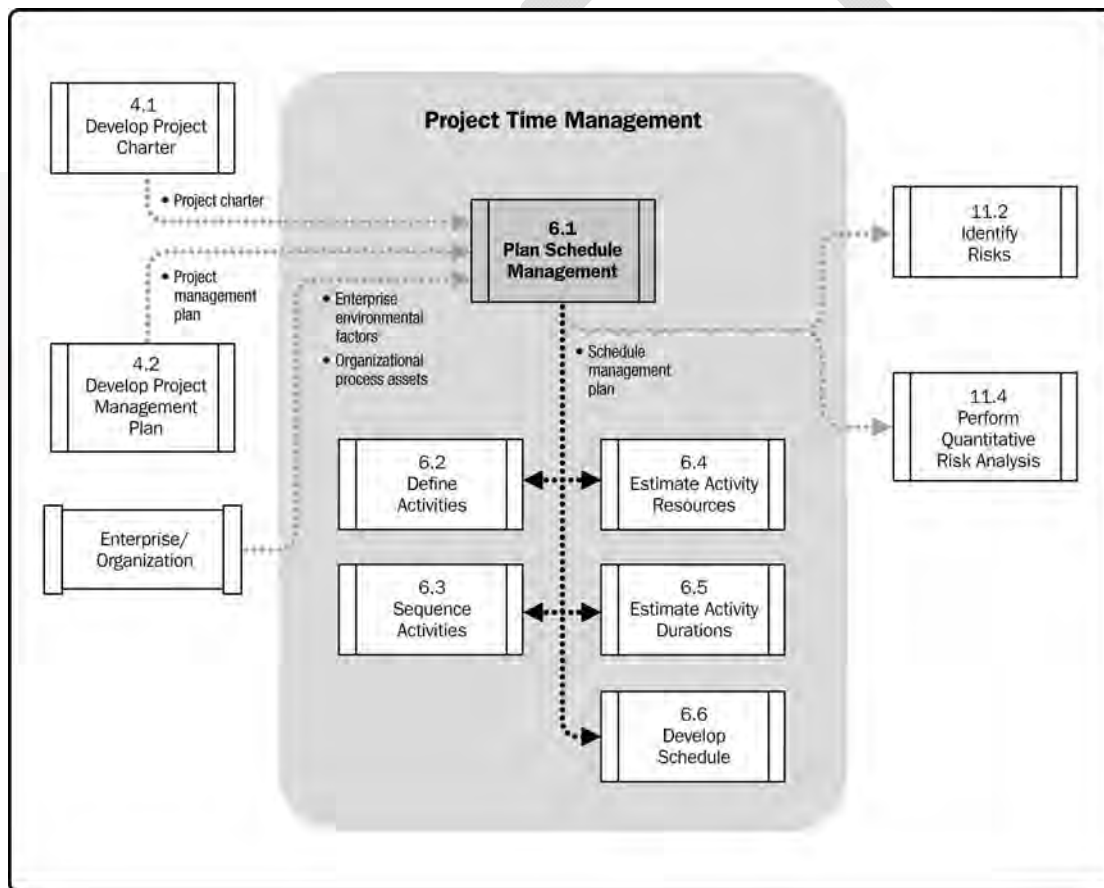 Project Time Management
4.1
Develop Project
Charter
• Project charter
6.1
Plan Schedule
Management
11.2
Identify
Risks
• Project
management
plan
• Enterprise
environmental
factors
• Organizational
process assets
4.2
Develop Project
Management
Plan
• Schedule
management
plan
11.4
Perform
Quantitative
Risk Analysis
6.2
Define
Activities
6.4
Estimate Activity
Resources
Enterprise/
Organization
6.3
Sequence
Activities
6.5
Estimate Activity
Durations
6.6
Develop
Schedule